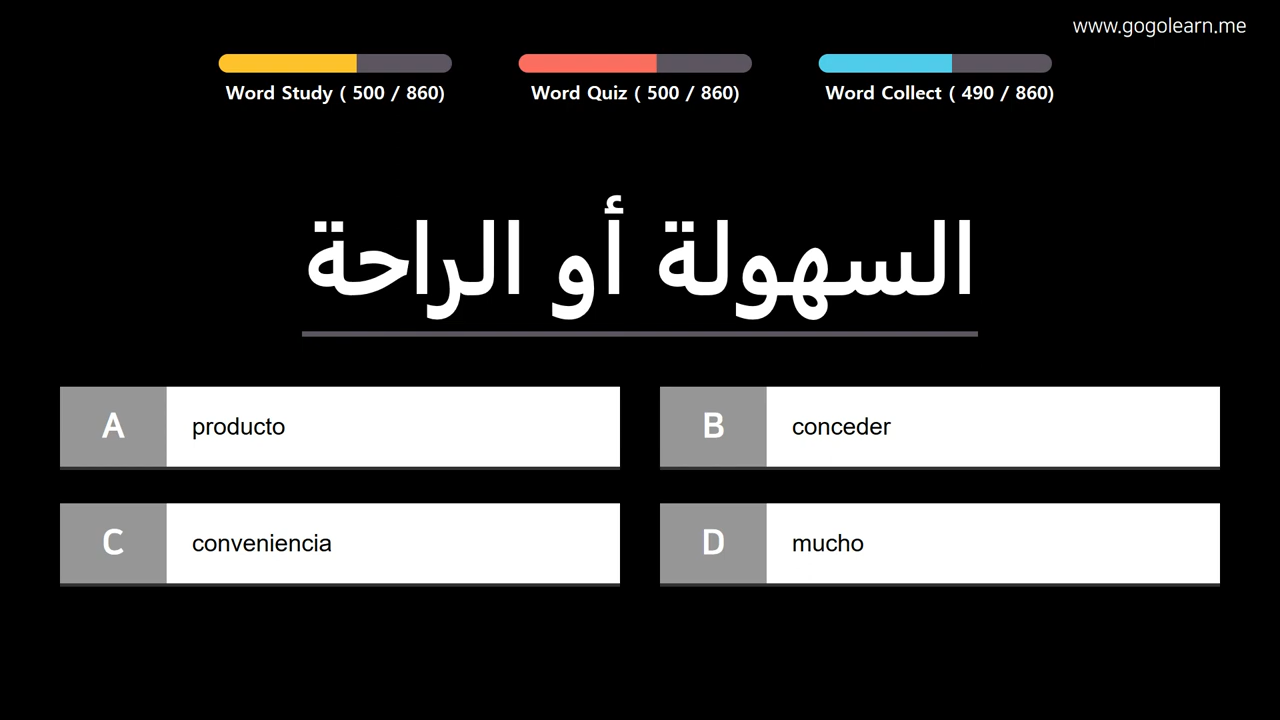 www.gogolearn.me
Word Study ( 500 / 860)
Word Quiz ( 500 / 860)
Word Collect ( 490 / 860)
السهولة أو الراحة
A producto
B conceder
C conveniencia
D mucho